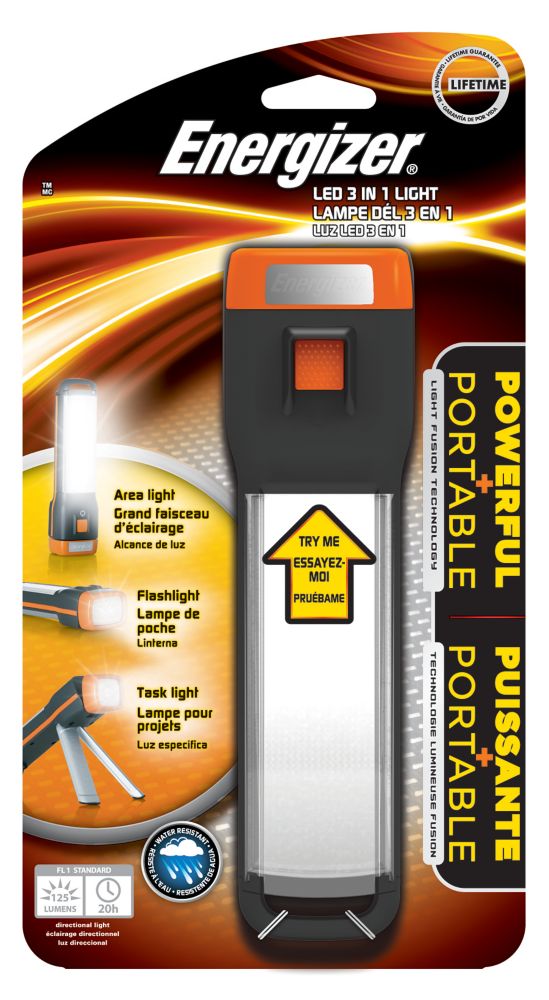 LIFETIME GUARANTEE
LIFETIME
GARANTIE À VIE • GARANTÍA DE POR VIDA
Energizer®
TM
MC
LED 3 IN 1 LIGHT
LAMPE DÉL 3 EN 1
LUZ LED 3 EN 1
Energizer
POWERFUL
+
PORTABLE
LIGHT FUSION TECHNOLOGY
PUISSANTE
+
PORTABLE
TECHNOLOGIE LUMINEUSE FUSION
TRY ME
ESSAYEZ-
MOI
PRUÉBAME
Area light
Grand faisceau
d'éclairage
Alcance de luz
Flashlight
Lampe de
poche
Linterna
Task light
Lampe pour
projets
Luz específica
• WATER RESISTANT •
RÉSISTE À L'EAU • RESISTENTE DE AGUA
FL 1 STANDARD
125
LUMENS
20h
directional light
éclairage directionnel
luz direccional